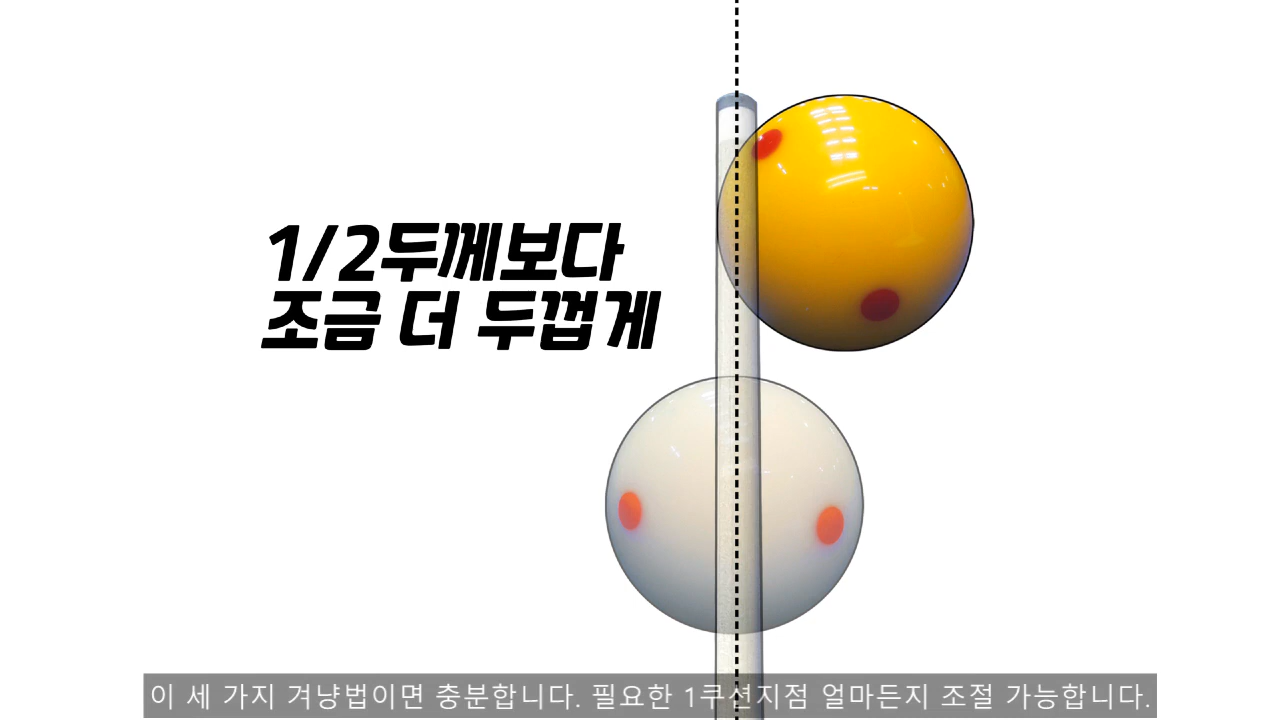 1/2두께보다
조금 더 두껍게
이 세 가지 겨냥법이면 충분합니다. 필요한 1쿠션지점 얼마든지 조절 가능합니다.